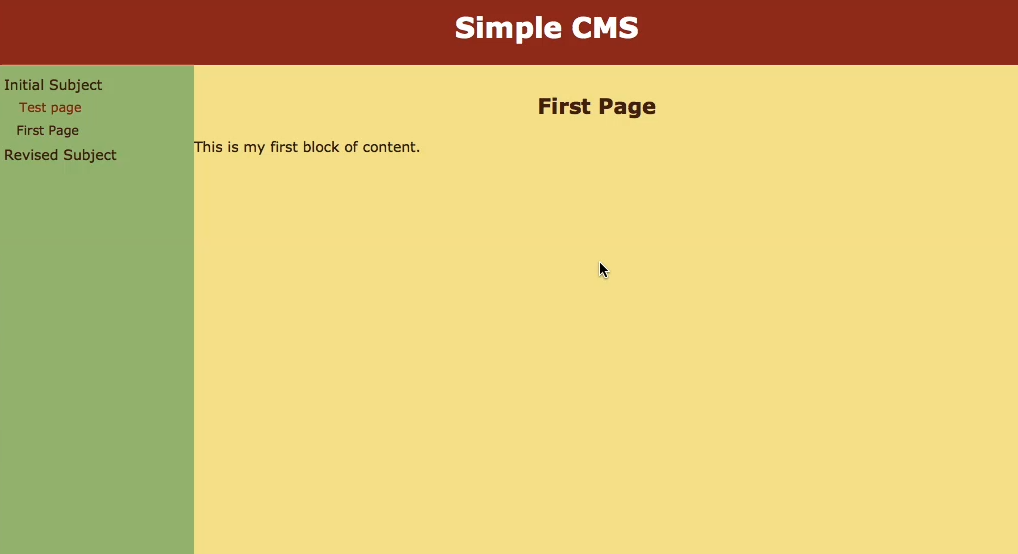 Simple CMS
Initial Subject
Test page
First Page
Revised Subject
First Page
This is my first block of content.